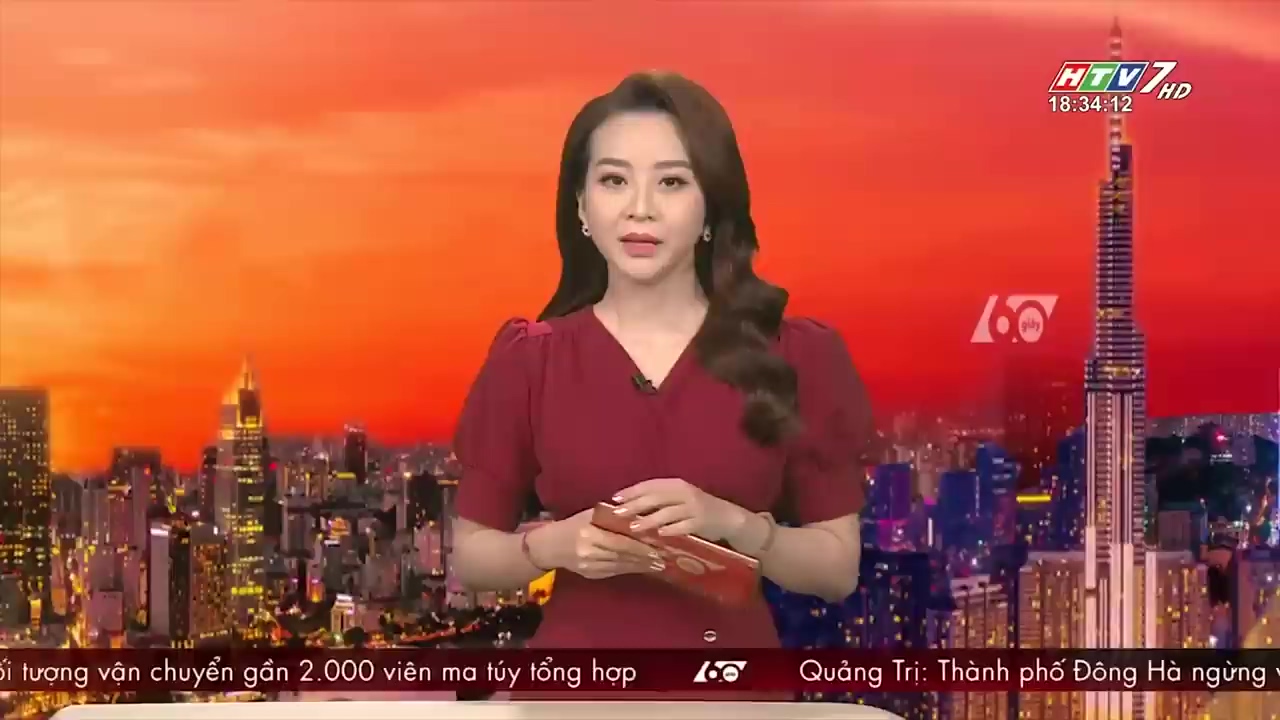 HTV7 HD
18:34:12
60 giây
ối tượng vận chuyển gần 2.000 viên ma túy tổng hợp 60 giây Quảng Trị: Thành phố Đông Hà ngừng